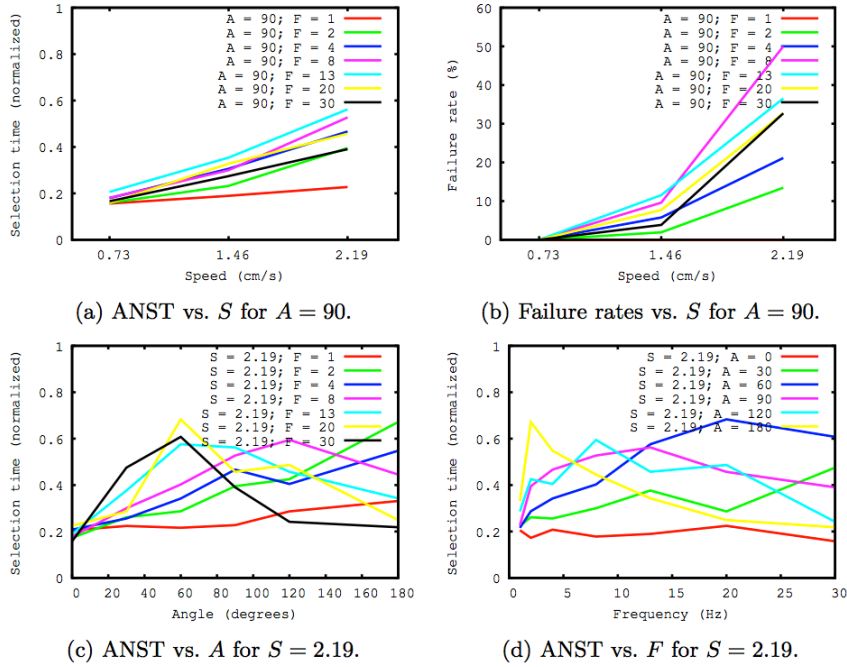 1
0.8
0.6
0.4
0.2
0
Selection time (normalized)
A = 90; F = 1
A = 90; F = 2
A = 90; F = 4
A = 90; F = 8
A = 90; F = 13
A = 90; F = 20
A = 90; F = 30
0.73 1.46 2.19
Speed (cm/s)
(a) ANST vs. S for A = 90.
60
50
40
30
20
10
0
Failure rate (%)
A = 90; F = 1
A = 90; F = 2
A = 90; F = 4
A = 90; F = 8
A = 90; F = 13
A = 90; F = 20
A = 90; F = 30
0.73 1.46 2.19
Speed (cm/s)
(b) Failure rates vs. S for A = 90.
1
0.8
0.6
0.4
0.2
0
Selection time (normalized)
S = 2.19; F = 1
S = 2.19; F = 2
S = 2.19; F = 4
S = 2.19; F = 8
S = 2.19; F = 13
S = 2.19; F = 20
S = 2.19; F = 30
0 20 40 60 80 100 120 140 160 180
Angle (degrees)
(c) ANST vs. A for S = 2.19.
1
0.8
0.6
0.4
0.2
0
Selection time (normalized)
S = 2.19; A = 0
S = 2.19; A = 30
S = 2.19; A = 60
S = 2.19; A = 90
S = 2.19; A = 120
S = 2.19; A = 180
0 5 10 15 20 25 30
Frequency (Hz)
(d) ANST vs. F for S = 2.19.